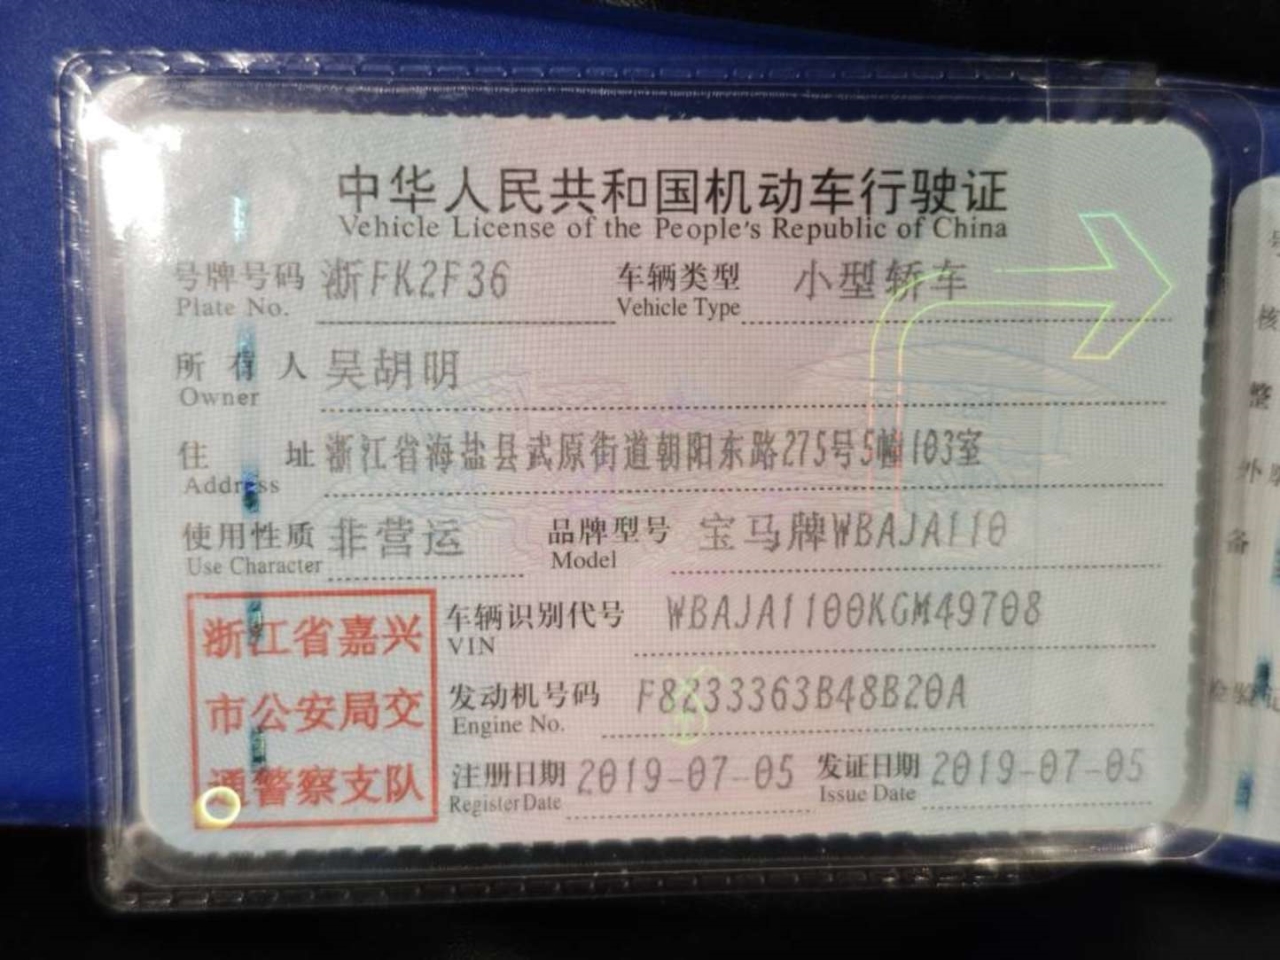 中华人民共和国机动车行驶证
Vehicle License of the People's Republic of China
号牌号码 浙FK2F36 车辆类型 小型轿车
Plate No. Vehicle Type
所有人 吴胡明
Owner
住址 浙江省海盐县武原街道朝阳东路275号5幢103室
Address
使用性质 非营运 品牌型号 宝马牌WBAJA110
Use Character Model
浙江省嘉兴
市公安局交
通警察支队
车辆识别代号 WBAJA1100KGM49708
VIN
发动机号码 F8233363B48B20A
Engine No.
注册日期 2019-07-05 发证日期 2019-07-05
Register Date Issue Date
核
整
外
备